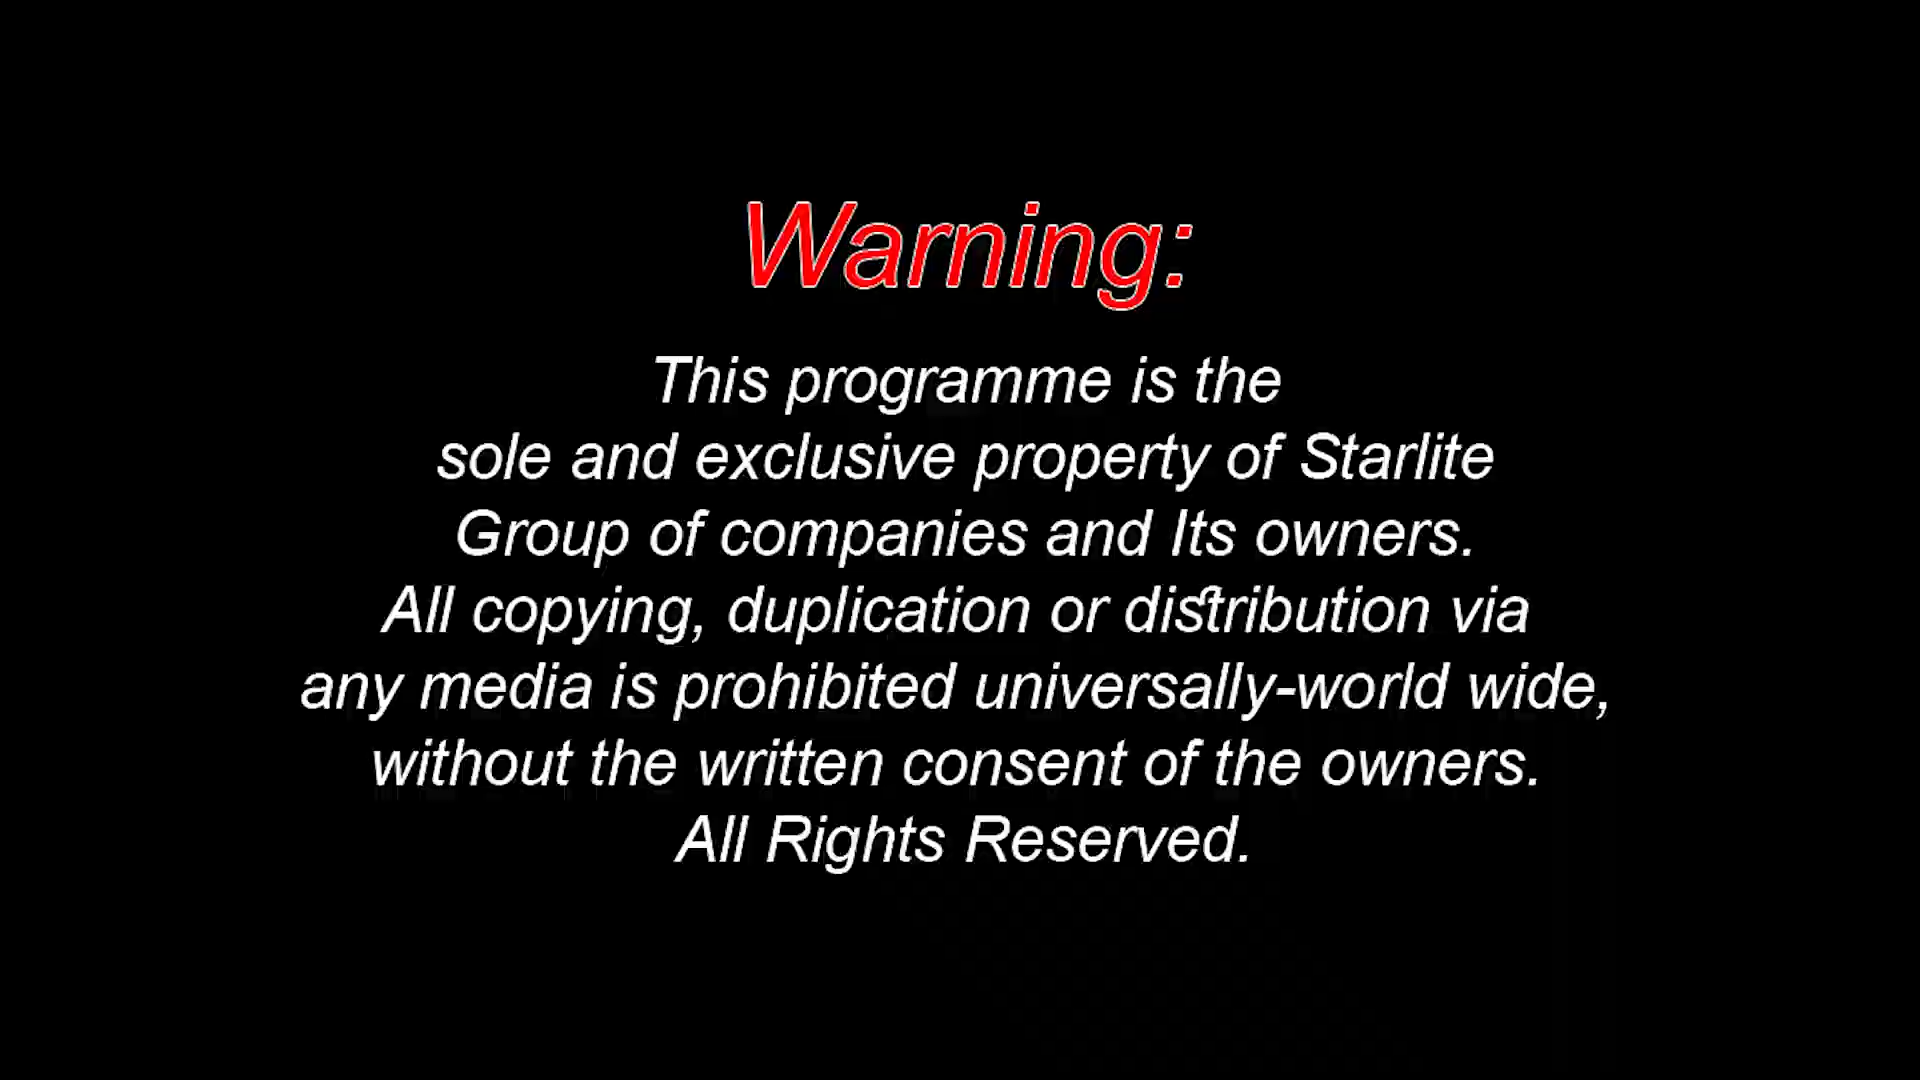 Warning:
This programme is the
sole and exclusive property of Starlite
Group of companies and Its owners.
All copying, duplication or distribution via
any media is prohibited universally-world wide,
without the written consent of the owners.
All Rights Reserved.